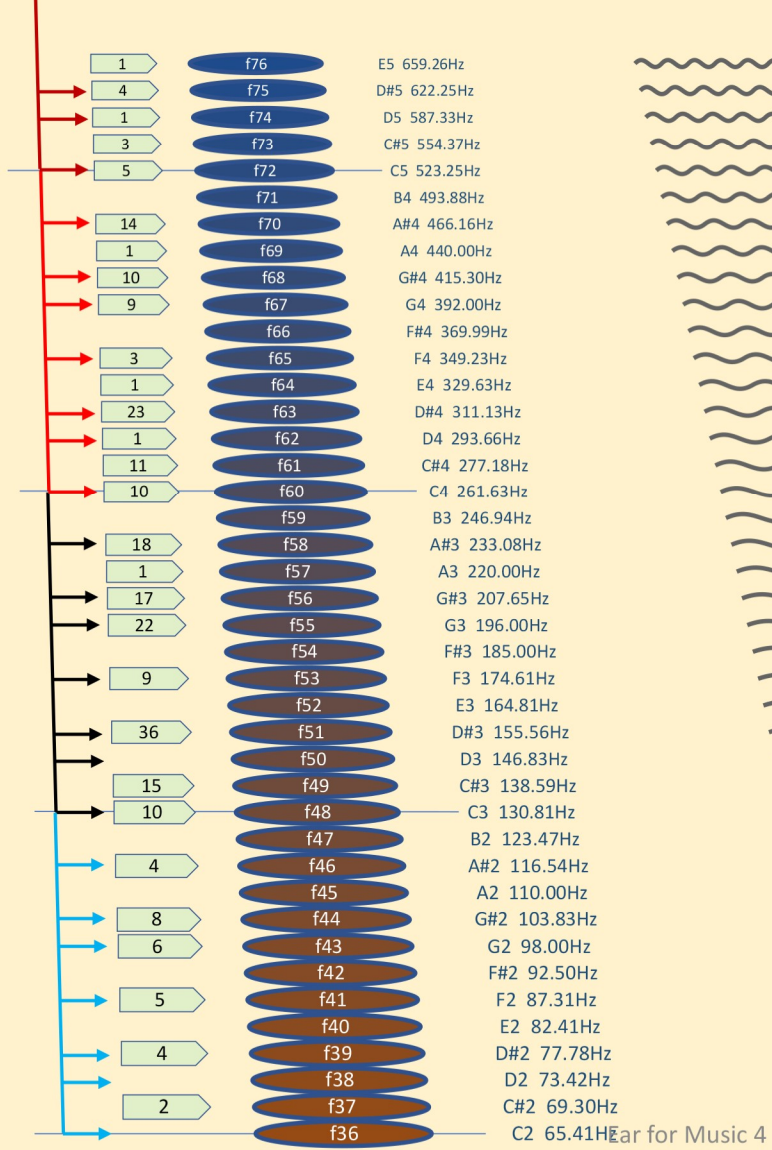 1 f76 E5 659.26Hz
4 f75 D#5 622.25Hz
1 f74 D5 587.33Hz
3 f73 C#5 554.37Hz
5 f72 C5 523.25Hz
f71 B4 493.88Hz
14 f70 A#4 466.16Hz
1 f69 A4 440.00Hz
10 f68 G#4 415.30Hz
9 f67 G4 392.00Hz
f66 F#4 369.99Hz
3 f65 F4 349.23Hz
1 f64 E4 329.63Hz
23 f63 D#4 311.13Hz
1 f62 D4 293.66Hz
11 f61 C#4 277.18Hz
10 f60 C4 261.63Hz
f59 B3 246.94Hz
18 f58 A#3 233.08Hz
1 f57 A3 220.00Hz
17 f56 G#3 207.65Hz
22 f55 G3 196.00Hz
f54 F#3 185.00Hz
9 f53 F3 174.61Hz
f52 E3 164.81Hz
36 f51 D#3 155.56Hz
f50 D3 146.83Hz
15 f49 C#3 138.59Hz
10 f48 C3 130.81Hz
f47 B2 123.47Hz
4 f46 A#2 116.54Hz
f45 A2 110.00Hz
8 f44 G#2 103.83Hz
6 f43 G2 98.00Hz
f42 F#2 92.50Hz
5 f41 F2 87.31Hz
f40 E2 82.41Hz
4 f39 D#2 77.78Hz
f38 D2 73.42Hz
2 f37 C#2 69.30Hz
f36 C2 65.41Hz
Ear for Music 4